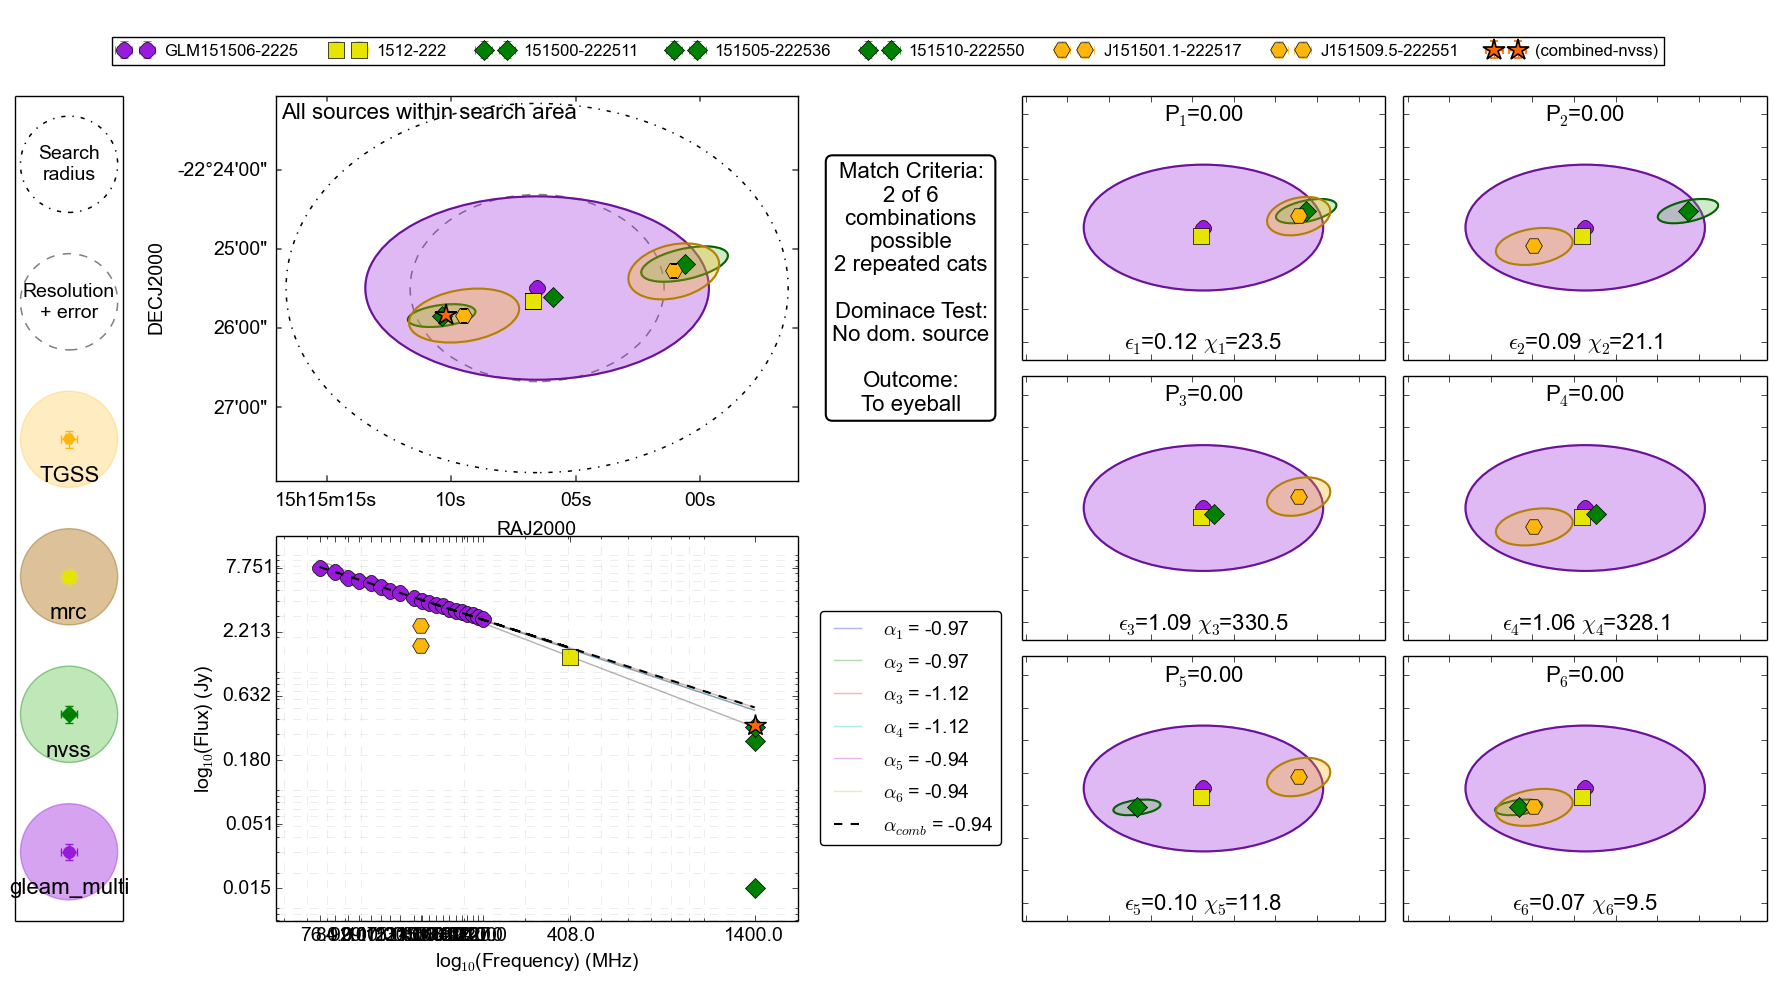 GLM151506-2225 1512-222 151500-222511 151505-222536 151510-222550 J151501.1-222517 J151509.5-222551 (combined-nvss)
Search
radius
Resolution
+ error
TGSS
mrc
nvss
gleam_multi
All sources within search area
-22°24'00"
25'00"
26'00"
27'00"
DECJ2000
15h15m15s 10s 05s 00s
RAJ2000
Match Criteria:
2 of 6
combinations
possible
2 repeated cats
Dominace Test:
No dom. source
Outcome:
To eyeball
7.751
2.213
0.632
0.180
0.051
0.015
log10(Flux) (Jy)
408.0 1400.0
log10(Frequency) (MHz)
α1 = -0.97
α2 = -0.97
α3 = -1.12
α4 = -1.12
α5 = -0.94
α6 = -0.94
αcomb = -0.94
P1=0.00
ϵ1=0.12 χ1=23.5
P2=0.00
ϵ2=0.09 χ2=21.1
P3=0.00
ϵ3=1.09 χ3=330.5
P4=0.00
ϵ4=1.06 χ4=328.1
P5=0.00
ϵ5=0.10 χ5=11.8
P6=0.00
ϵ6=0.07 χ6=9.5